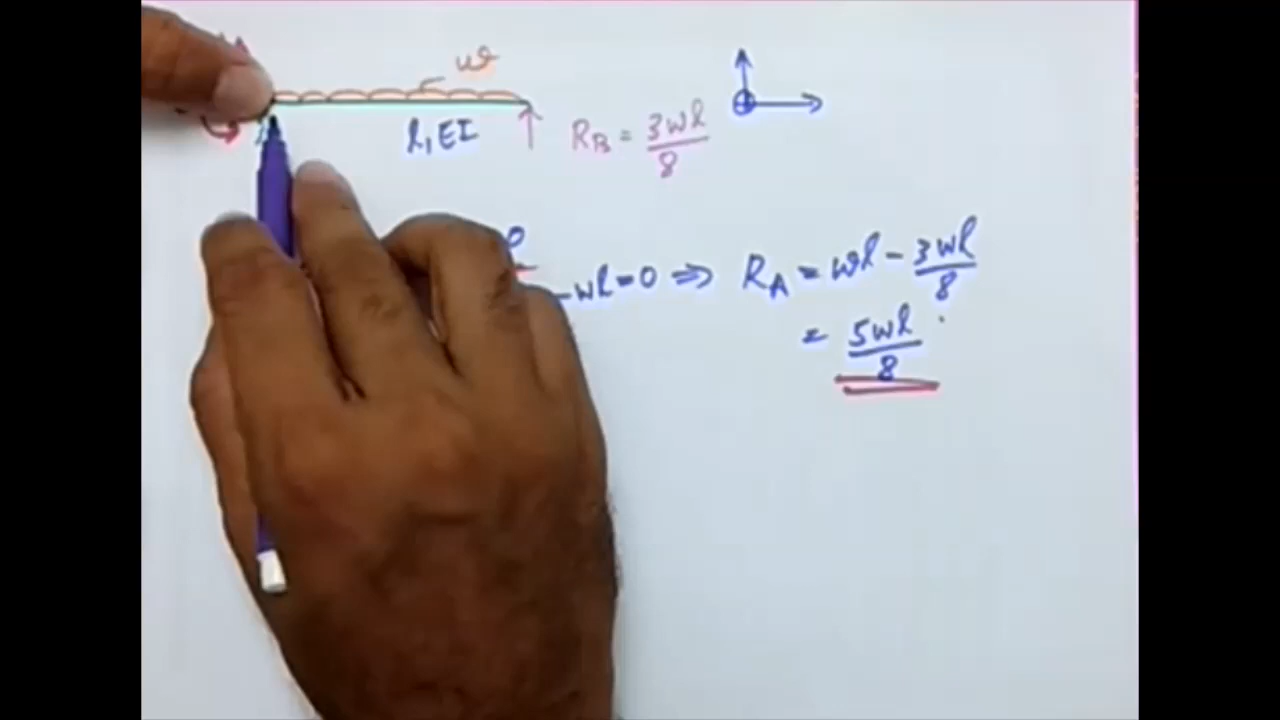 w
l, EI
R_B = 3wl/8
-wl = 0 ⇒ R_A = wl - 3wl/8
= 5wl/8